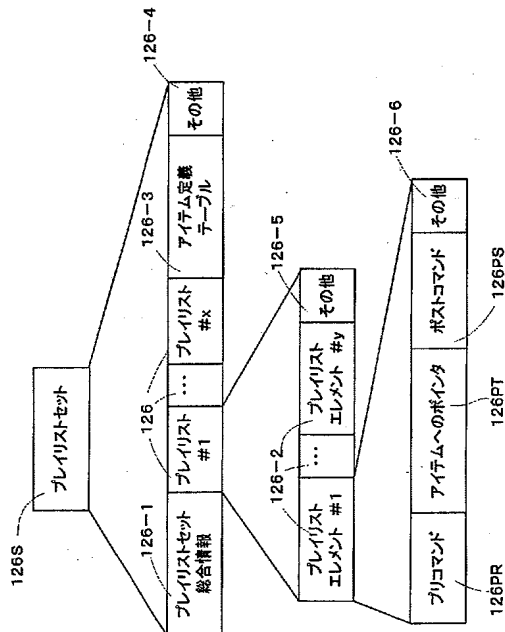 126S
プレイリストセット
126-1
126
126-3
126-4
プレイリストセット
総合情報
プレイリスト
#1
...
プレイリスト
#x
アイテム定義
テーブル
その他
126-2
126-5
プレイリスト
エレメント #1
...
プレイリスト
エレメント #y
その他
126-6
プリコマンド
アイテムへのポインタ
ポストコマンド
その他
126PR
126PT
126PS